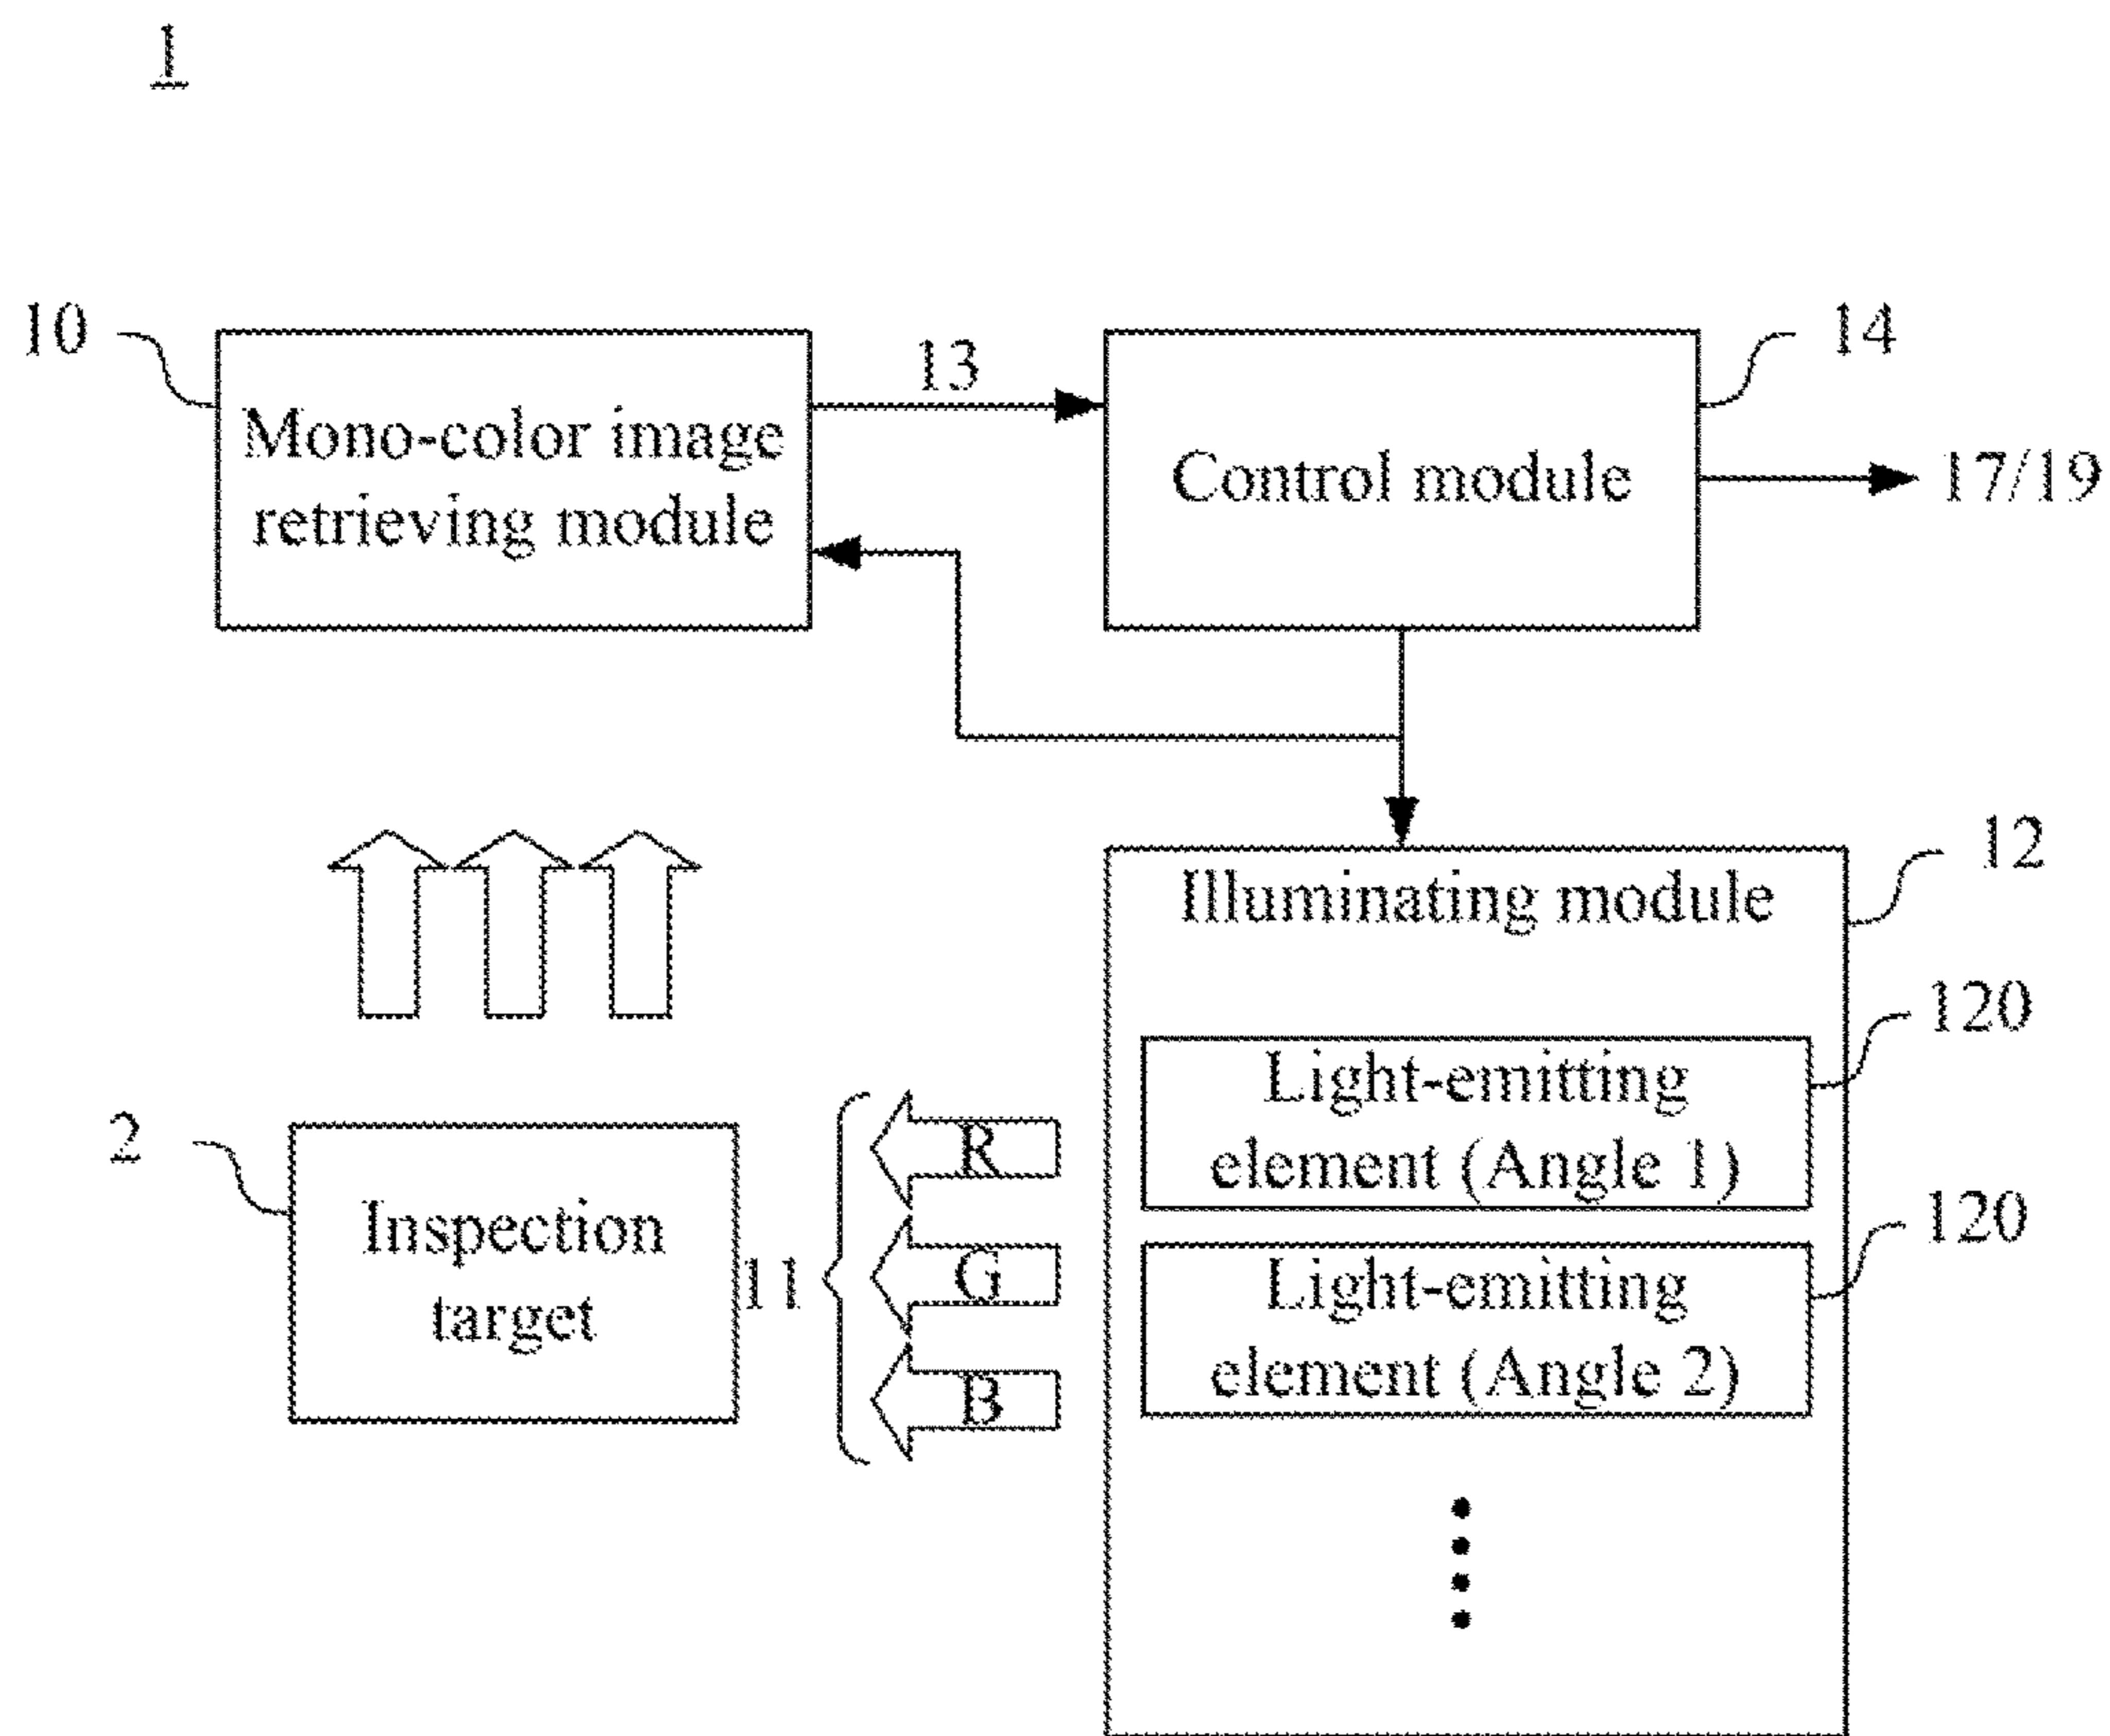 1
10
13
14
Mono-color image
retrieving module
Control module
17/19
12
Illuminating module
120
Light-emitting
element (Angle 1)
2
Inspection
target
11
R
G
B
120
Light-emitting
element (Angle 2)